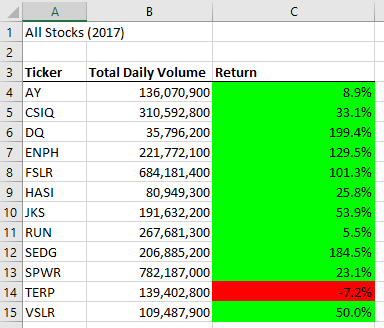 A B C
1 All Stocks (2017)
2
3 Ticker Total Daily Volume Return
4 AY 136,070,900 8.9%
5 CSIQ 310,592,800 33.1%
6 DQ 35,796,200 199.4%
7 ENPH 221,772,100 129.5%
8 FSLR 684,181,400 101.3%
9 HASI 80,949,300 25.8%
10 JKS 191,632,200 53.9%
11 RUN 267,681,300 5.5%
12 SEDG 206,885,200 184.5%
13 SPWR 782,187,000 23.1%
14 TERP 139,402,800 -7.2%
15 VSLR 109,487,900 50.0%